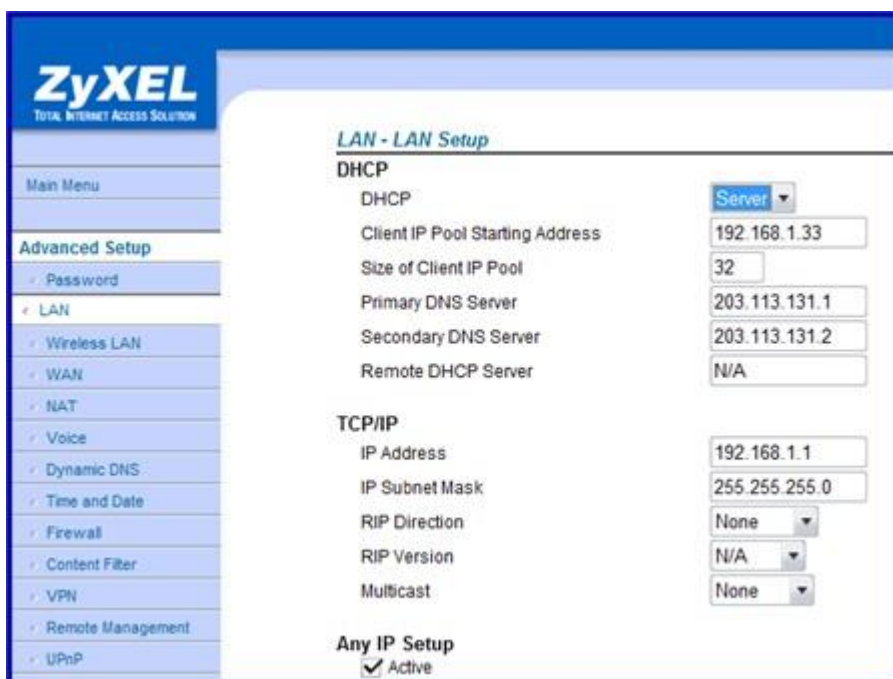 ZyXEL
TOTAL INTERNET ACCESS SOLUTION
Main Menu
Advanced Setup
Password
LAN
Wireless LAN
WAN
NAT
Voice
Dynamic DNS
Time and Date
Firewall
Content Filter
VPN
Remote Management
UPnP
LAN - LAN Setup
DHCP
DHCP Server
Client IP Pool Starting Address 192.168.1.33
Size of Client IP Pool 32
Primary DNS Server 203.113.131.1
Secondary DNS Server 203.113.131.2
Remote DHCP Server N/A
TCP/IP
IP Address 192.168.1.1
IP Subnet Mask 255.255.255.0
RIP Direction None
RIP Version N/A
Multicast None
Any IP Setup
Active